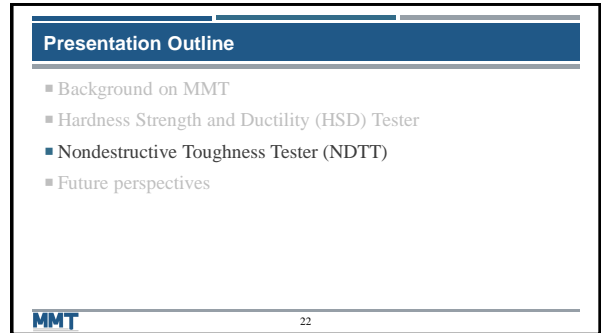 Presentation Outline
Background on MMT
Hardness Strength and Ductility (HSD) Tester
Nondestructive Toughness Tester (NDTT)
Future perspectives
MMT
22